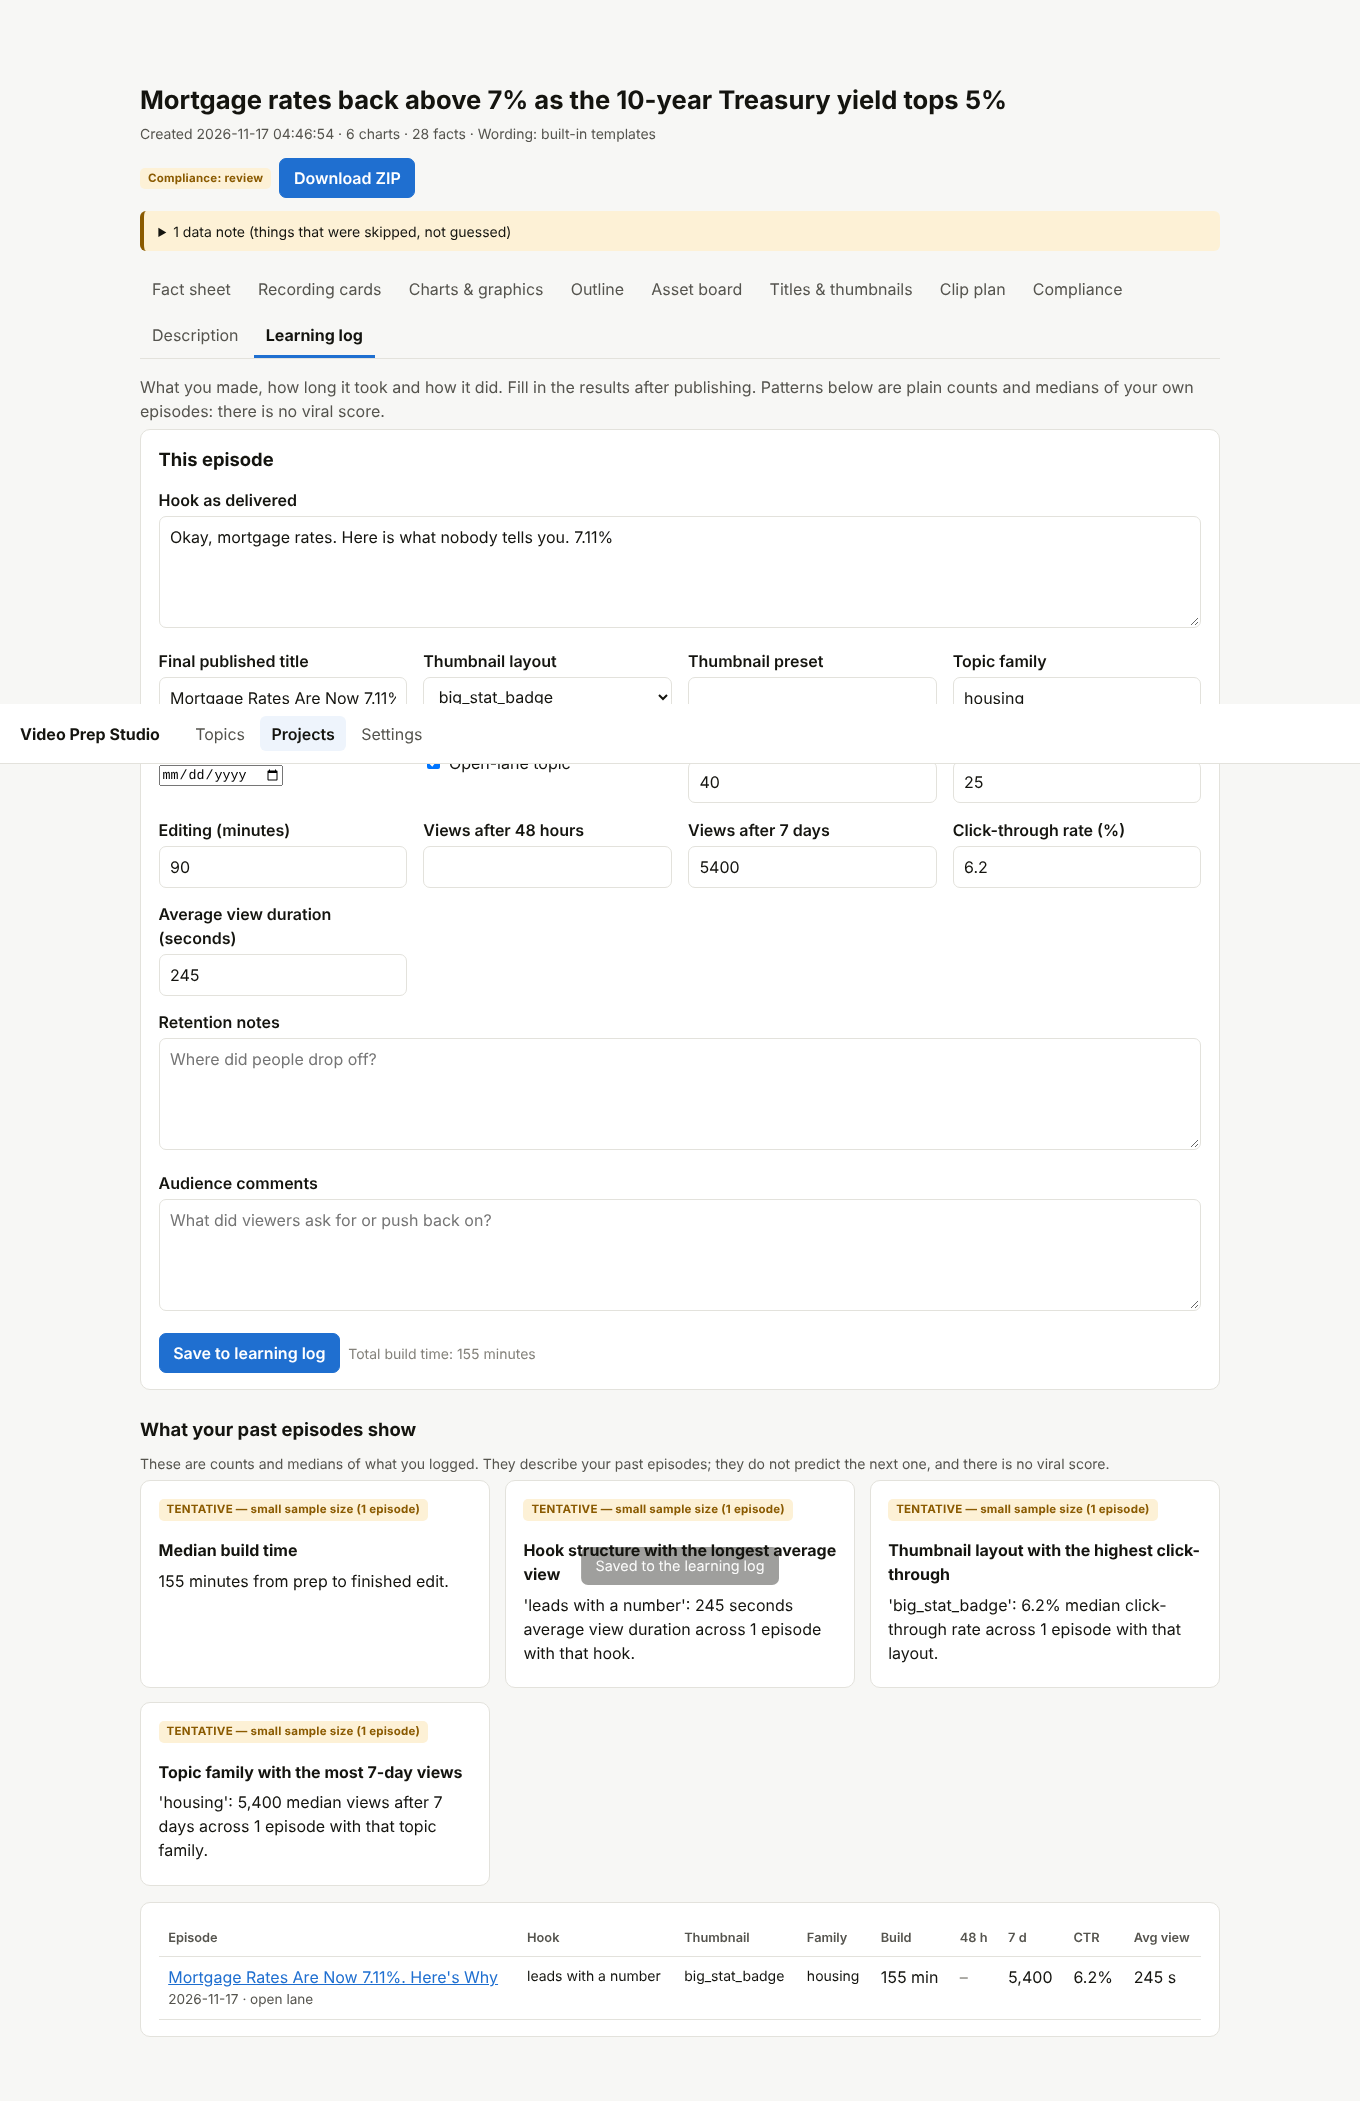 Mortgage rates back above 7% as the 10-year Treasury yield tops 5%
Created 2026-11-17 04:46:54 · 6 charts · 28 facts · Wording: built-in templates
Compliance: review
Download ZIP
▶ 1 data note (things that were skipped, not guessed)
Fact sheet Recording cards Charts & graphics Outline Asset board Titles & thumbnails Clip plan Compliance
Description Learning log
What you made, how long it took and how it did. Fill in the results after publishing. Patterns below are plain counts and medians of your own
episodes: there is no viral score.
This episode
Hook as delivered
Okay, mortgage rates. Here is what nobody tells you. 7.11%
Final published title Thumbnail layout Thumbnail preset Topic family
Mortgage Rates Are Now 7.11% big_stat_badge housing
Video Prep Studio Topics Projects Settings
mm/dd/yyyy Open-lane topic 40 25
Editing (minutes) Views after 48 hours Views after 7 days Click-through rate (%)
90 5400 6.2
Average view duration
(seconds)
245
Retention notes
Where did people drop off?
Audience comments
What did viewers ask for or push back on?
Save to learning log Total build time: 155 minutes
What your past episodes show
These are counts and medians of what you logged. They describe your past episodes; they do not predict the next one, and there is no viral score.
TENTATIVE — small sample size (1 episode)
Median build time
155 minutes from prep to finished edit.
TENTATIVE — small sample size (1 episode)
Hook structure with the longest average
view
'leads with a number': 245 seconds
average view duration across 1 episode
with that hook.
Saved to the learning log
TENTATIVE — small sample size (1 episode)
Thumbnail layout with the highest click-
through
'big_stat_badge': 6.2% median click-
through rate across 1 episode with that
layout.
TENTATIVE — small sample size (1 episode)
Topic family with the most 7-day views
'housing': 5,400 median views after 7
days across 1 episode with that topic
family.
Episode Hook Thumbnail Family Build 48 h 7 d CTR Avg view
Mortgage Rates Are Now 7.11%. Here's Why leads with a number big_stat_badge housing 155 min – 5,400 6.2% 245 s
2026-11-17 · open lane